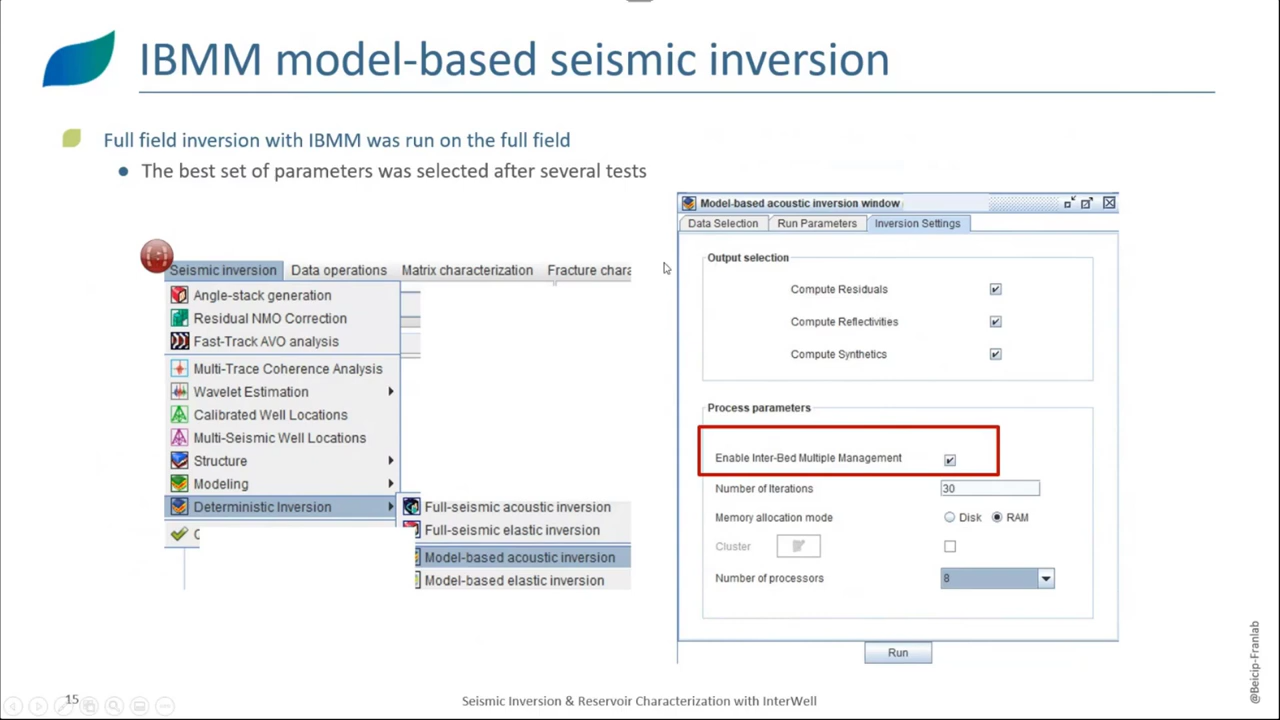 IBMM model-based seismic inversion
Full field inversion with IBMM was run on the full field
The best set of parameters was selected after several tests
Seismic inversion Data operations Matrix characterization Fracture chara
Angle-stack generation
Residual NMO Correction
Fast-Track AVO analysis
Multi-Trace Coherence Analysis
Wavelet Estimation
Calibrated Well Locations
Multi-Seismic Well Locations
Structure
Modeling
Deterministic Inversion
Full-seismic acoustic inversion
Full-seismic elastic inversion
Model-based acoustic inversion
Model-based elastic inversion
Model-based acoustic inversion window
Data Selection Run Parameters Inversion Settings
Output selection
Compute Residuals
Compute Reflectivities
Compute Synthetics
Process parameters
Enable Inter-Bed Multiple Management
Number of Iterations 30
Memory allocation mode Disk RAM
Cluster
Number of processors 8
Run
@Beicip-Franlab
15
Seismic Inversion & Reservoir Characterization with InterWell